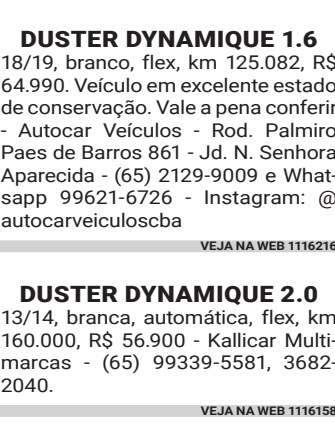 DUSTER DYNAMIQUE 1.6
18/19, branco, flex, km 125.082, R$
64.990. Veículo em excelente estado
de conservação. Vale a pena conferir
- Autocar Veículos - Rod. Palmiro
Paes de Barros 861 - Jd. N. Senhora
Aparecida - (65) 2129-9009 e What-
sapp 99621-6726 - Instagram: @
autocarveiculoscba
VEJA NA WEB 1116216
DUSTER DYNAMIQUE 2.0
13/14, branca, automática, flex, km
160.000, R$ 56.900 - Kallicar Multi-
marcas - (65) 99339-5581, 3682-
2040.
VEJA NA WEB 1116158